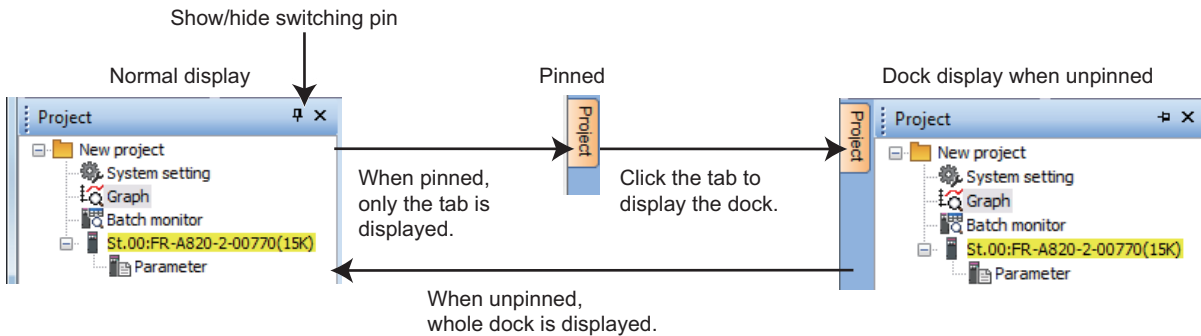 Show/hide switching pin
Normal display
Pinned
Dock display when unpinned
Project
New project
System setting
Graph
Batch monitor
St.00:FR-A820-2-00770(15K)
Parameter
When pinned,
only the tab is
displayed.
Project
Click the tab to
display the dock.
Project
Project
New project
System setting
Graph
Batch monitor
St.00:FR-A820-2-00770(15K)
Parameter
When unpinned,
whole dock is displayed.